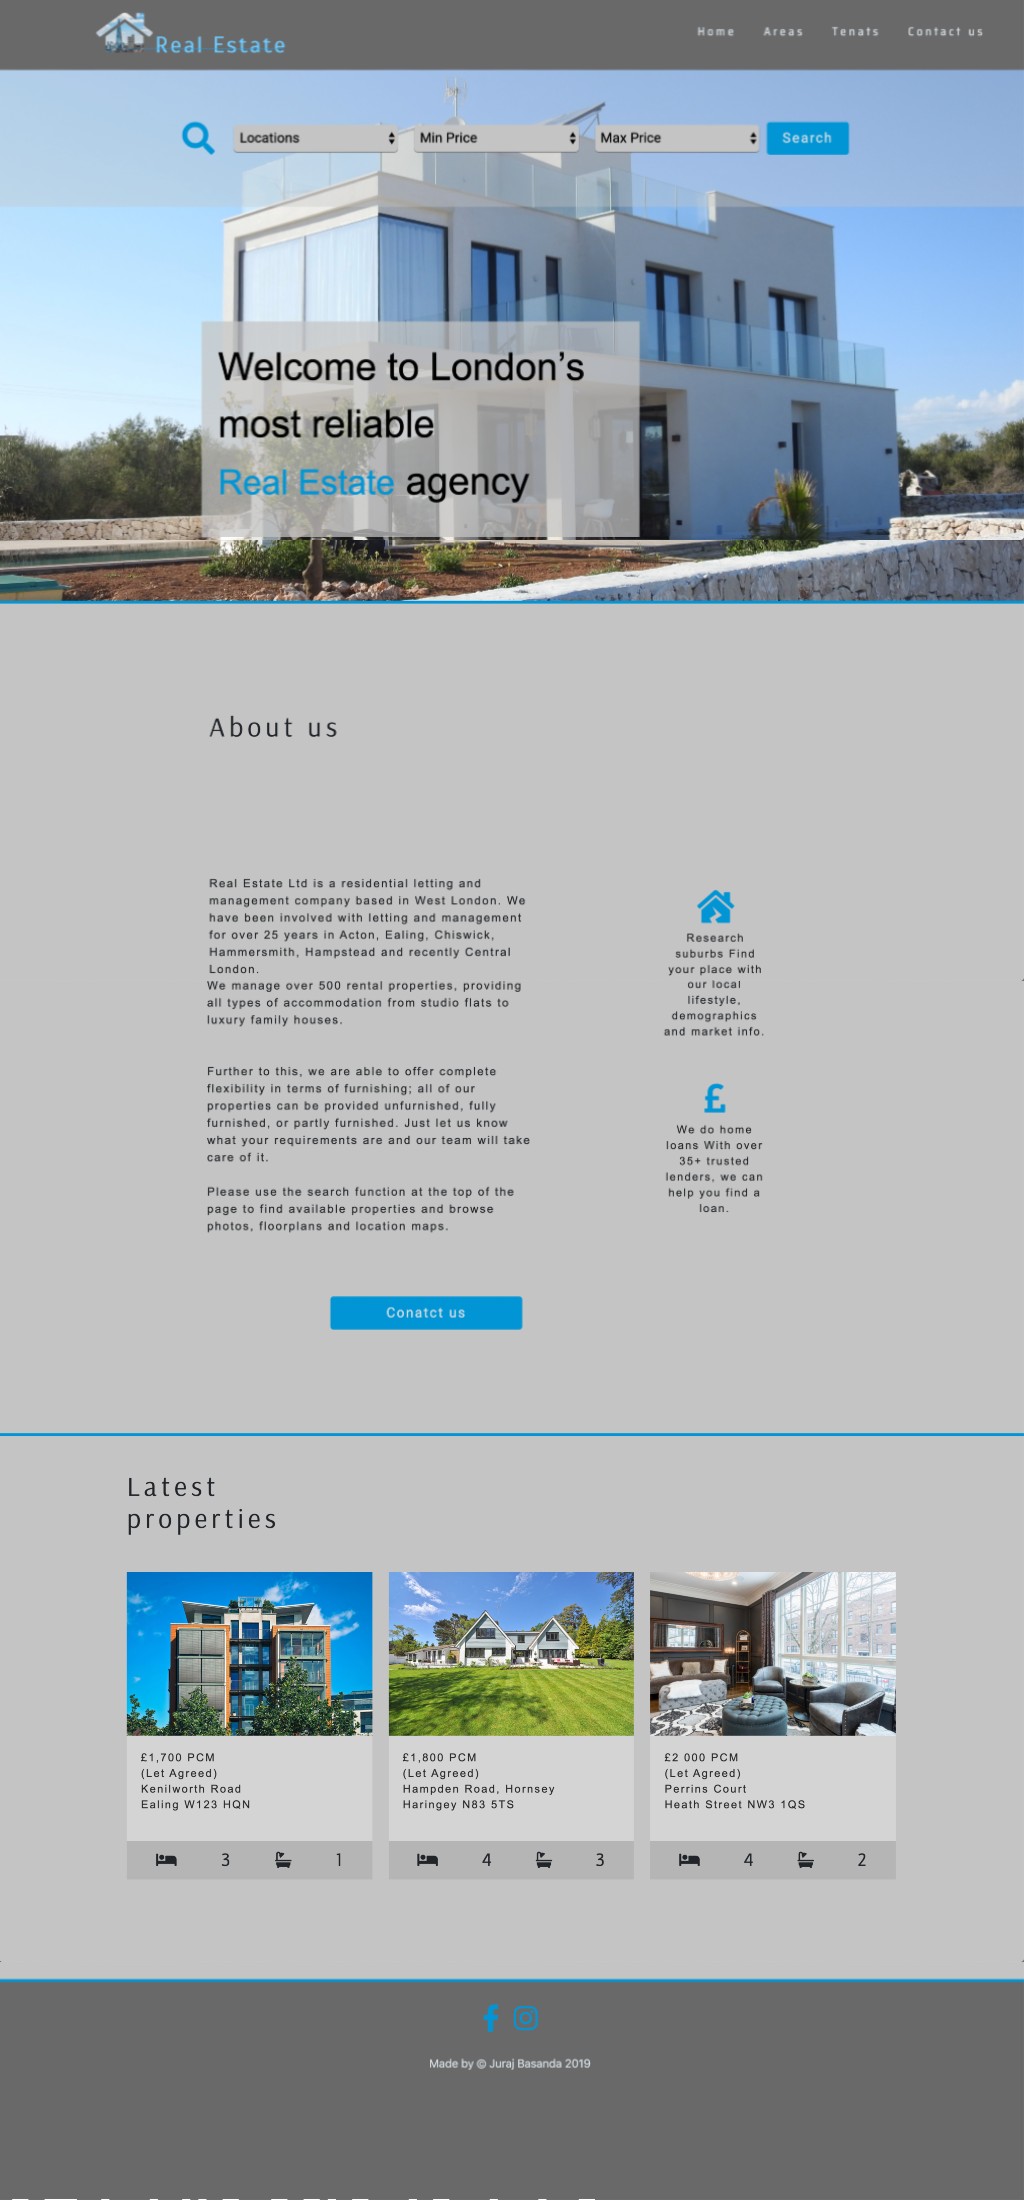 Real Estate
Home Areas Tenats Contact us
Locations Min Price Max Price Search
Welcome to London's
most reliable
Real Estate agency
About us
Real Estate Ltd is a residential letting and
management company based in West London. We
have been involved with letting and management
for over 25 years in Acton, Ealing, Chiswick,
Hammersmith, Hampstead and recently Central
London.
We manage over 500 rental properties, providing
all types of accommodation from studio flats to
luxury family houses.
Further to this, we are able to offer complete
flexibility in terms of furnishing; all of our
properties can be provided unfurnished, fully
furnished, or partly furnished. Just let us know
what your requirements are and our team will take
care of it.
Please use the search function at the top of the
page to find available properties and browse
photos, floorplans and location maps.
Research
suburbs Find
your place with
our local
lifestyle,
demographics
and market info.
£
We do home
loans With over
35+ trusted
lenders, we can
help you find a
loan.
Conatct us
Latest
properties
£1,700 PCM
(Let Agreed)
Kenilworth Road
Ealing W123 HQN
3 1
£1,800 PCM
(Let Agreed)
Hampden Road, Hornsey
Haringey N83 5TS
4 3
£2 000 PCM
(Let Agreed)
Perrins Court
Heath Street NW3 1QS
4 2
Made by © Juraj Basanda 2019